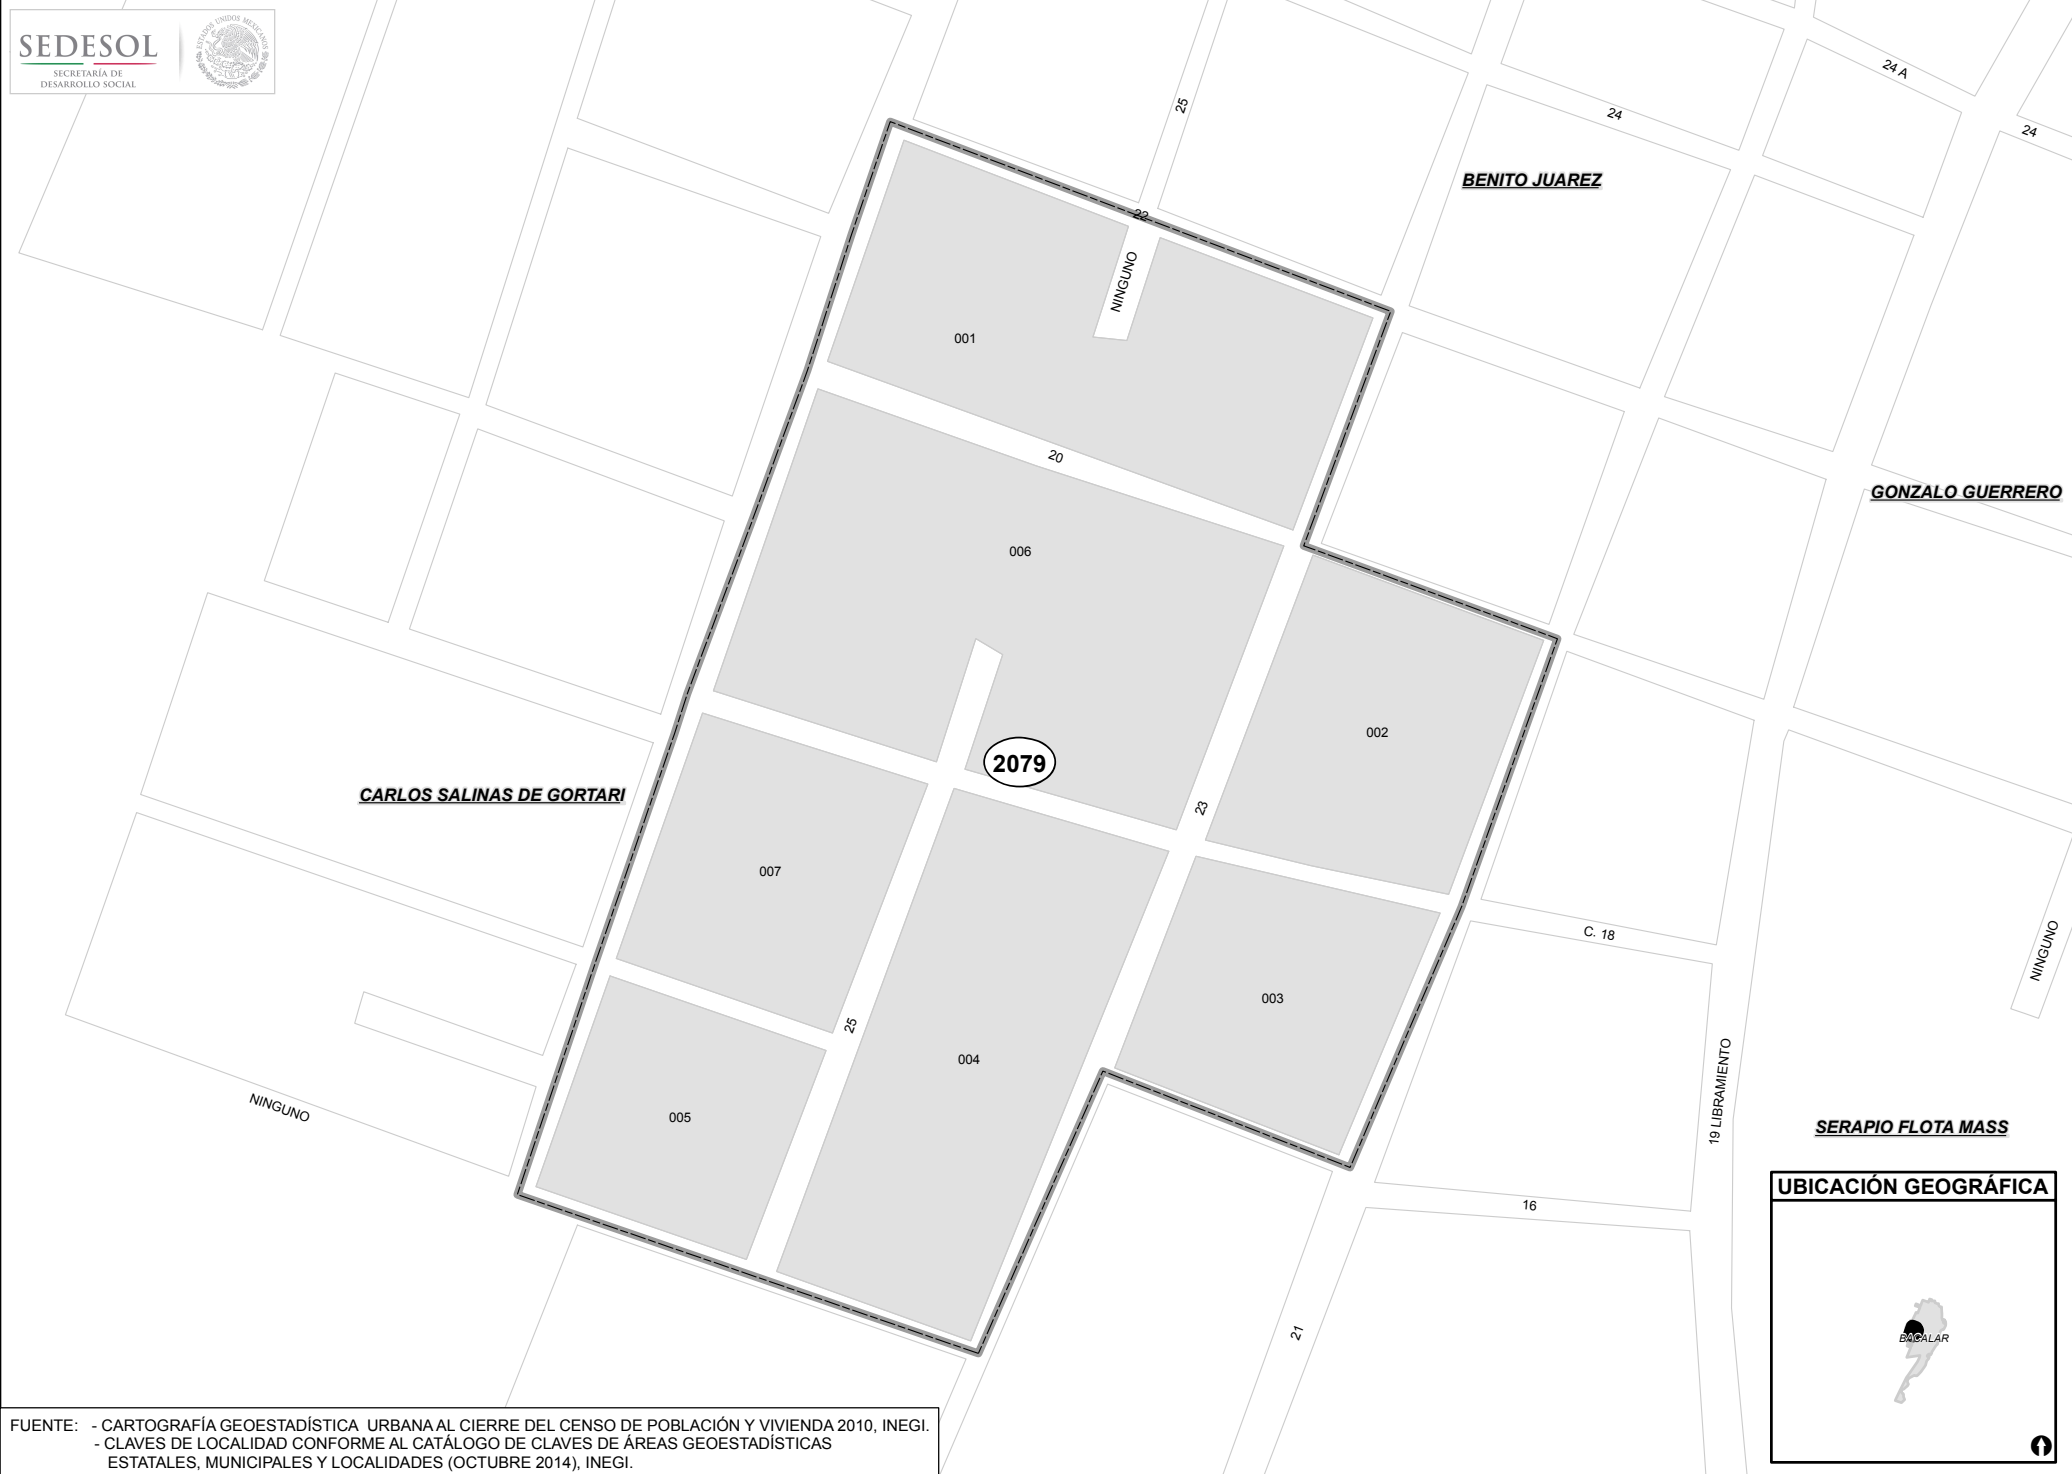 SEDESOL
SECRETARÍA DE
DESARROLLO SOCIAL
ESTADOS UNIDOS MEXICANOS
24 A
25
24
24
BENITO JUAREZ
22
NINGUNO
001
20
GONZALO GUERRERO
006
002
2079
CARLOS SALINAS DE GORTARI
23
007
C. 18
NINGUNO
003
25
004
19 LIBRAMIENTO
NINGUNO
005
SERAPIO FLOTA MASS
16
21
UBICACIÓN GEOGRÁFICA
BACALAR
FUENTE: - CARTOGRAFÍA GEOESTADÍSTICA URBANA AL CIERRE DEL CENSO DE POBLACIÓN Y VIVIENDA 2010, INEGI.
- CLAVES DE LOCALIDAD CONFORME AL CATÁLOGO DE CLAVES DE ÁREAS GEOESTADÍSTICAS
ESTATALES, MUNICIPALES Y LOCALIDADES (OCTUBRE 2014), INEGI.